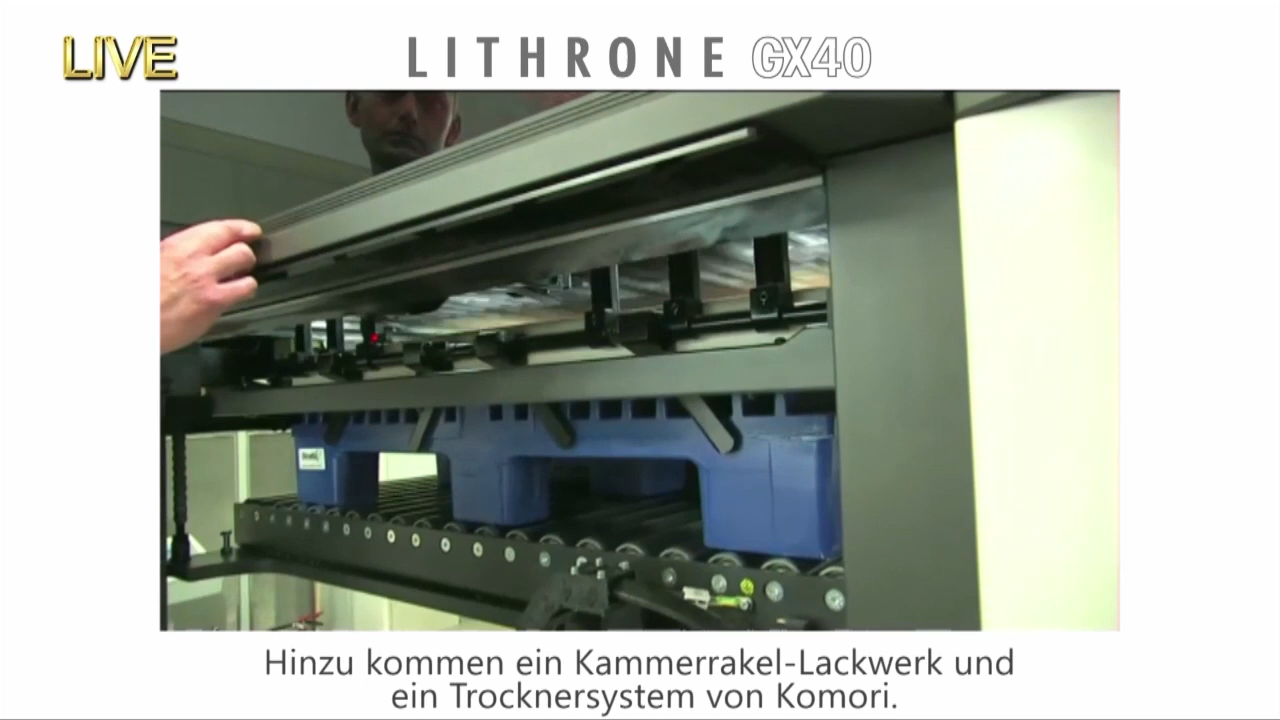 LIVE
LITHRONE GX40
Hinzu kommen ein Kammerrakel-Lackwerk und
ein Trocknersystem von Komori.